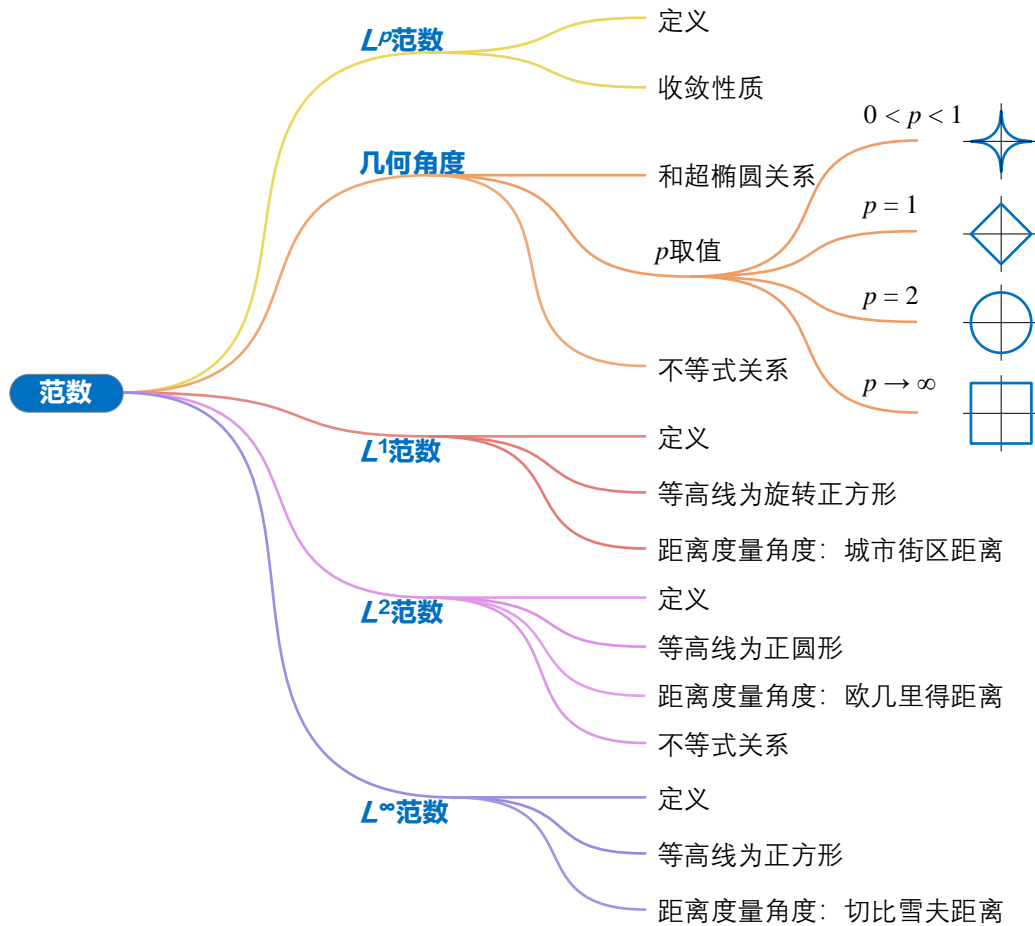 范数
Lᵖ范数
定义
收敛性质
几何角度
和超椭圆关系
p取值
0 < p < 1
p = 1
p = 2
p → ∞
不等式关系
L¹范数
定义
等高线为旋转正方形
距离度量角度：城市街区距离
L²范数
定义
等高线为正圆形
距离度量角度：欧几里得距离
不等式关系
L∞范数
定义
等高线为正方形
距离度量角度：切比雪夫距离